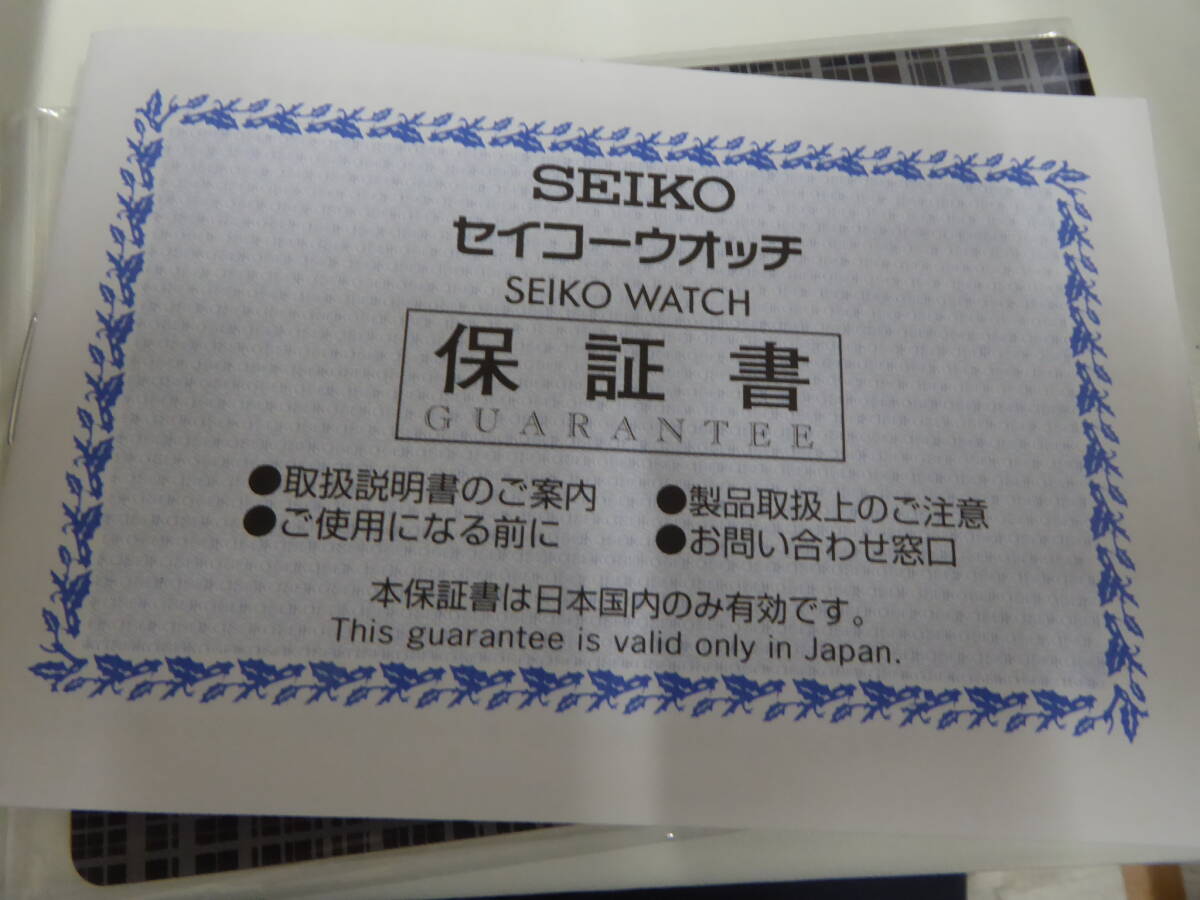 SEIKO
セイコーウオッチ
SEIKO WATCH
保証書
GUARANTEE
●取扱説明書のご案内 ●製品取扱上のご注意
●ご使用になる前に ●お問い合わせ窓口
本保証書は日本国内のみ有効です。
This guarantee is valid only in Japan.